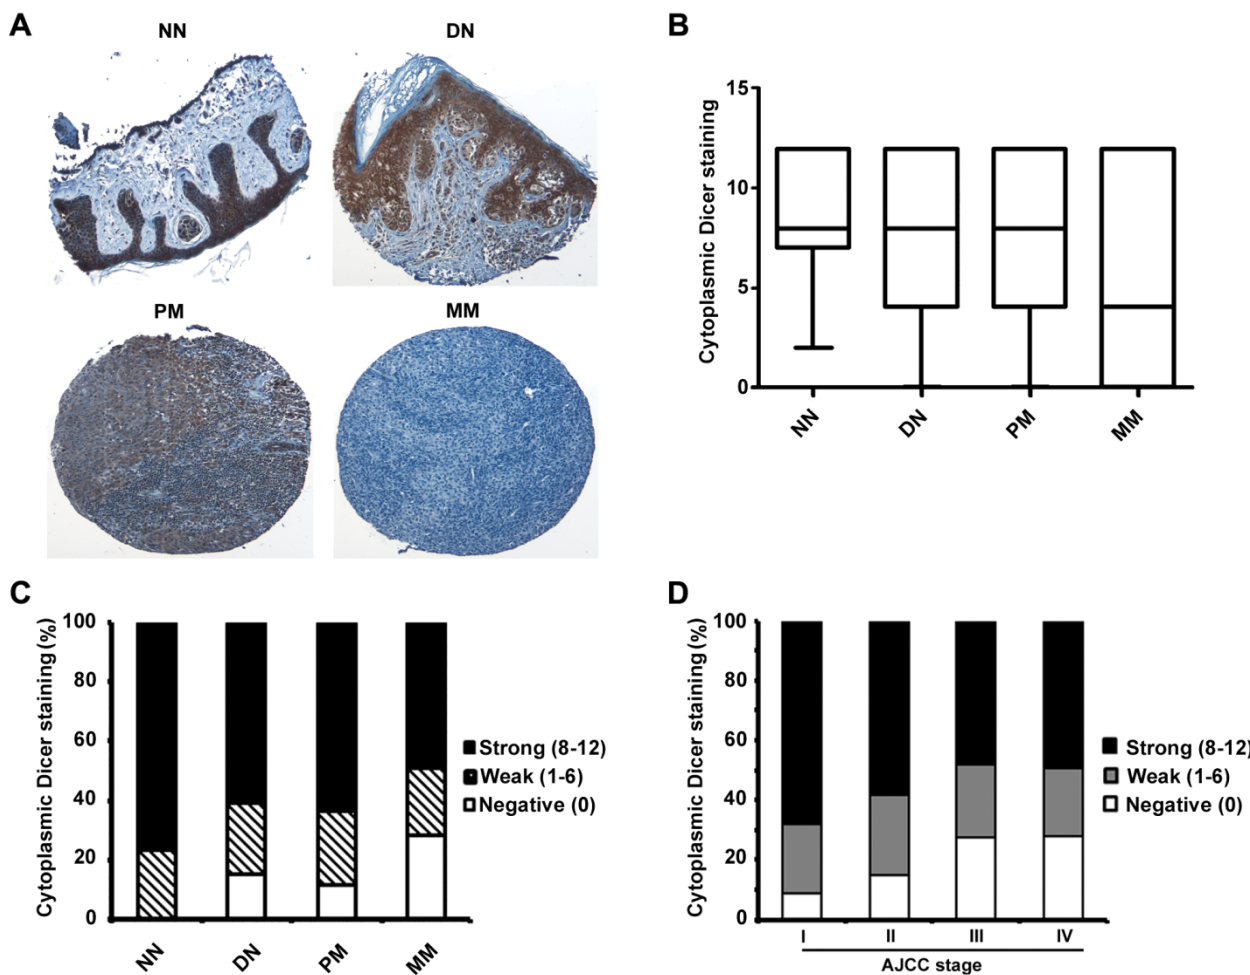 A
NN
DN
PM
MM
B
Cytoplasmic Dicer staining
15
10
5
0
NN
DN
PM
MM
C
Cytoplasmic Dicer staining (%)
100
80
60
40
20
0
NN
DN
PM
MM
Strong (8-12)
Weak (1-6)
Negative (0)
D
Cytoplasmic Dicer staining (%)
100
80
60
40
20
0
I
II
III
IV
AJCC stage
Strong (8-12)
Weak (1-6)
Negative (0)